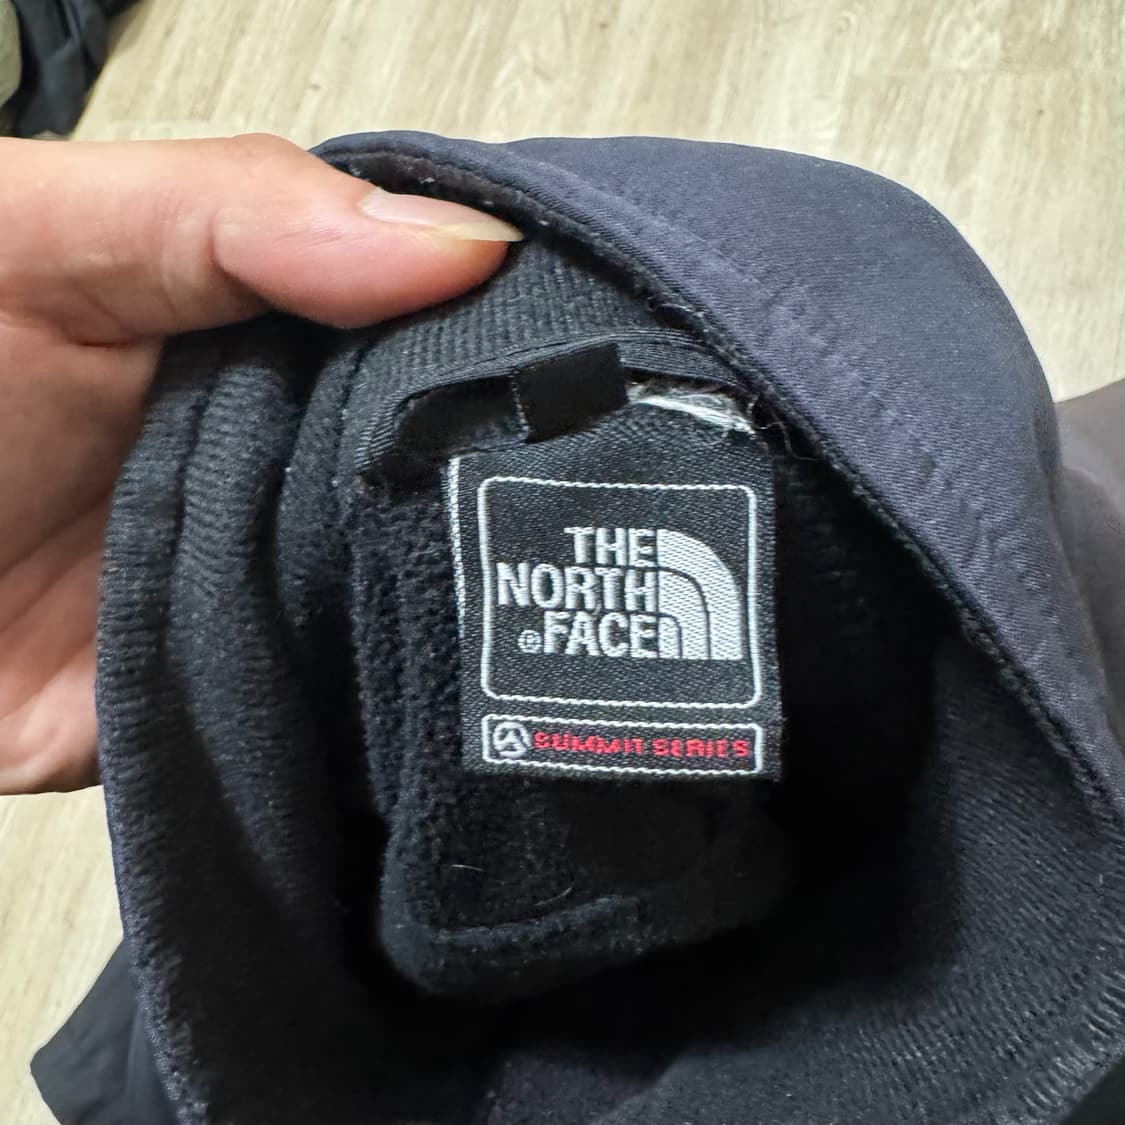 THE
NORTH
®FACE
SUMMIT SERIES